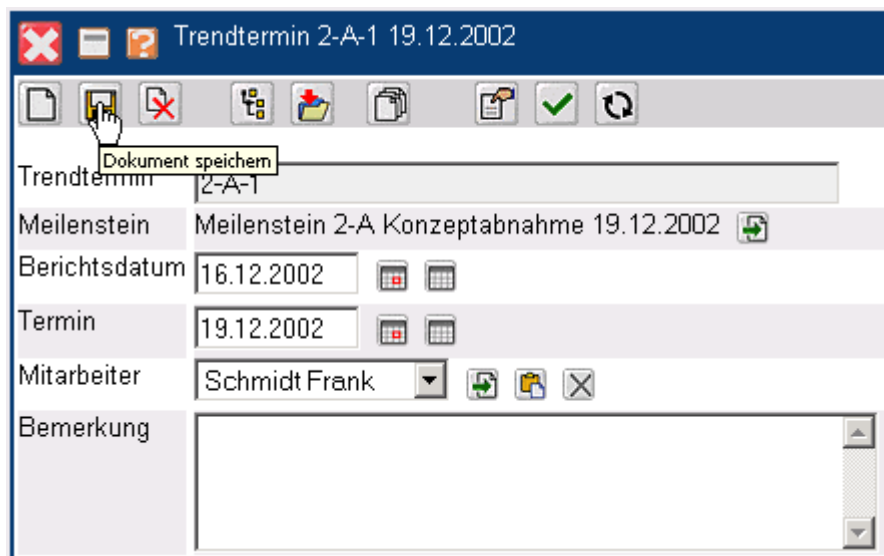 Trendtermin 2-A-1 19.12.2002
Dokument speichern
Trendtermin 2-A-1
Meilenstein Meilenstein 2-A Konzeptabnahme 19.12.2002
Berichtsdatum 16.12.2002
Termin 19.12.2002
Mitarbeiter Schmidt Frank
Bemerkung